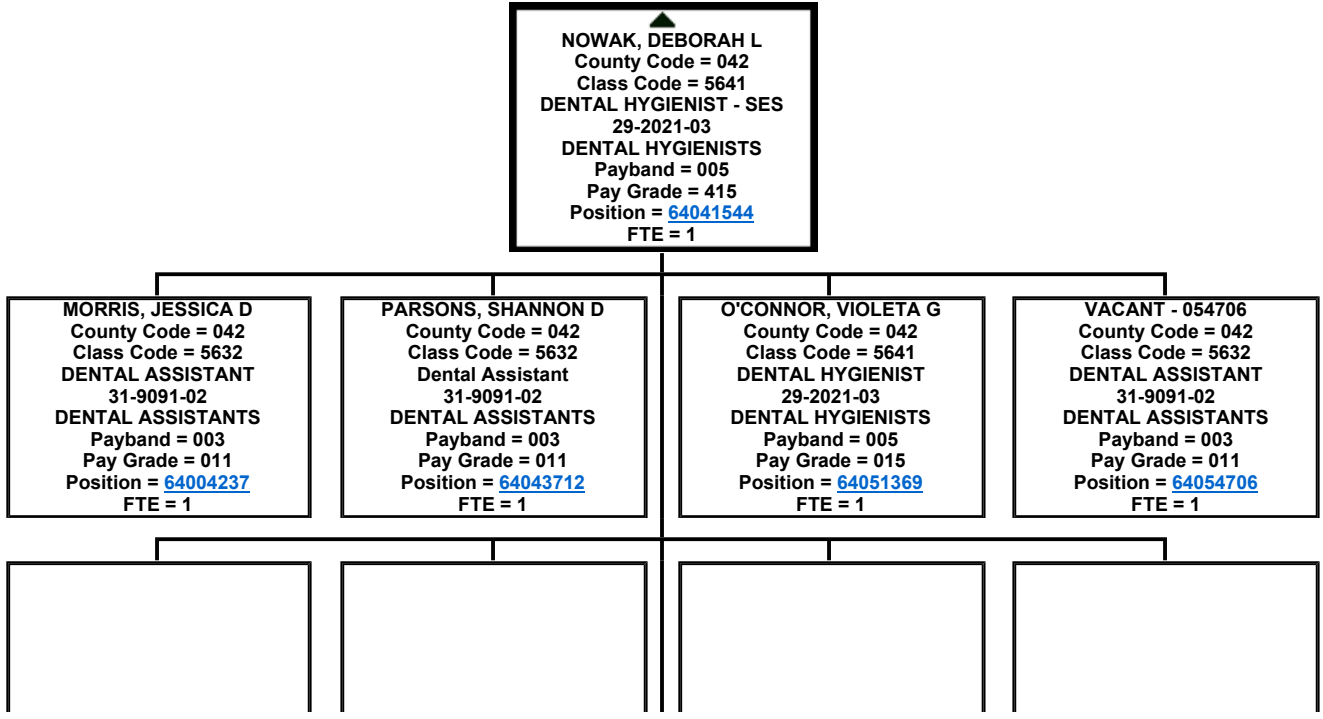 NOWAK, DEBORAH L
County Code = 042
Class Code = 5641
DENTAL HYGIENIST - SES
29-2021-03
DENTAL HYGIENISTS
Payband = 005
Pay Grade = 415
Position = 64041544
FTE = 1
MORRIS, JESSICA D
County Code = 042
Class Code = 5632
DENTAL ASSISTANT
31-9091-02
DENTAL ASSISTANTS
Payband = 003
Pay Grade = 011
Position = 64004237
FTE = 1
PARSONS, SHANNON D
County Code = 042
Class Code = 5632
Dental Assistant
31-9091-02
DENTAL ASSISTANTS
Payband = 003
Pay Grade = 011
Position = 64043712
FTE = 1
O'CONNOR, VIOLETA G
County Code = 042
Class Code = 5641
DENTAL HYGIENIST
29-2021-03
DENTAL HYGIENISTS
Payband = 005
Pay Grade = 015
Position = 64051369
FTE = 1
VACANT - 054706
County Code = 042
Class Code = 5632
DENTAL ASSISTANT
31-9091-02
DENTAL ASSISTANTS
Payband = 003
Pay Grade = 011
Position = 64054706
FTE = 1